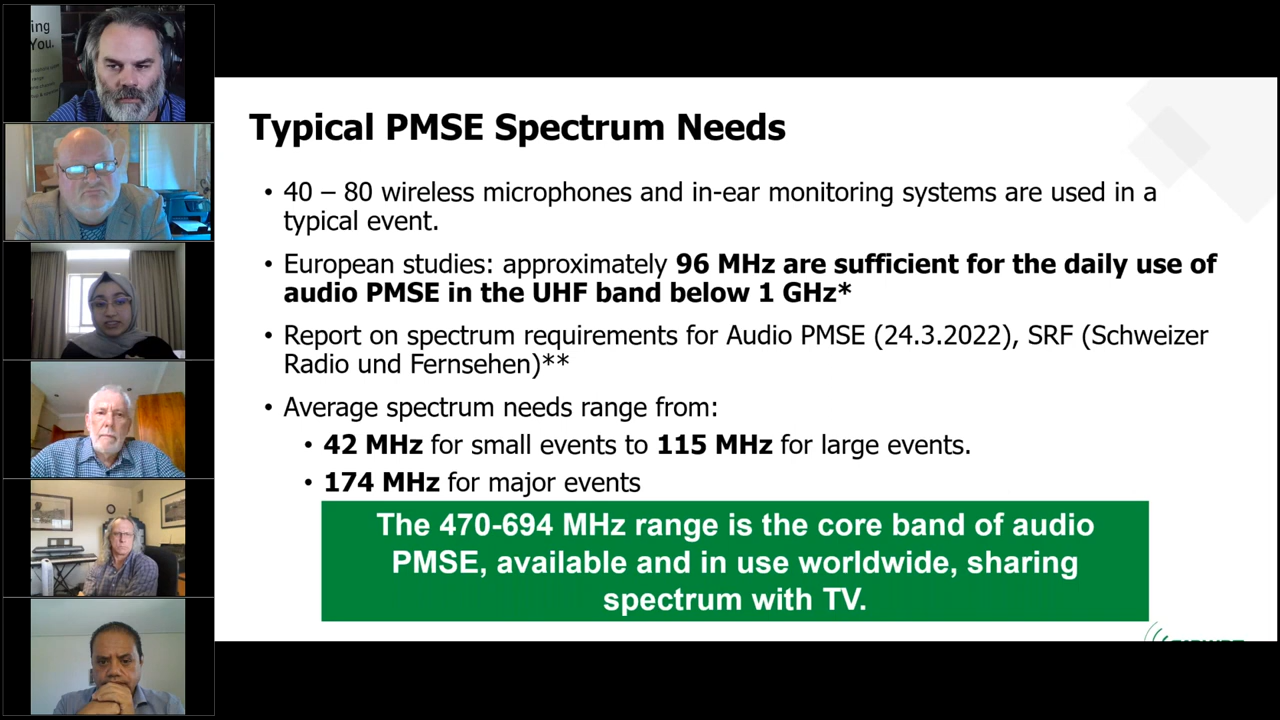 ing
You.
Typical PMSE Spectrum Needs
• 40 – 80 wireless microphones and in-ear monitoring systems are used in a
typical event.
• European studies: approximately 96 MHz are sufficient for the daily use of
audio PMSE in the UHF band below 1 GHz*
• Report on spectrum requirements for Audio PMSE (24.3.2022), SRF (Schweizer
Radio und Fernsehen)**
• Average spectrum needs range from:
• 42 MHz for small events to 115 MHz for large events.
• 174 MHz for major events
The 470-694 MHz range is the core band of audio
PMSE, available and in use worldwide, sharing
spectrum with TV.